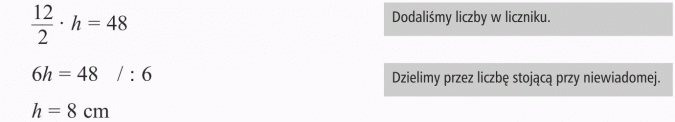 12/2 · h = 48 Dodaliśmy liczby w liczniku.
6h = 48 / : 6 Dzielimy przez liczbę stojącą przy niewiadomej.
h = 8 cm